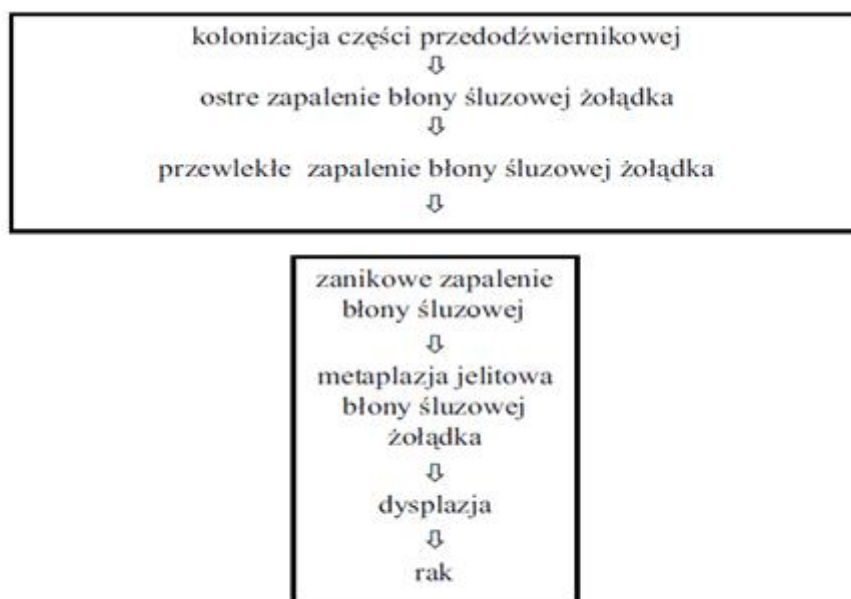 kolonizacja części przedodźwiernikowej
⇩
ostre zapalenie błony śluzowej żołądka
⇩
przewlekłe zapalenie błony śluzowej żołądka
⇩
zanikowe zapalenie
błony śluzowej
⇩
metaplazja jelitowa
błony śluzowej
żołądka
⇩
dysplazja
⇩
rak